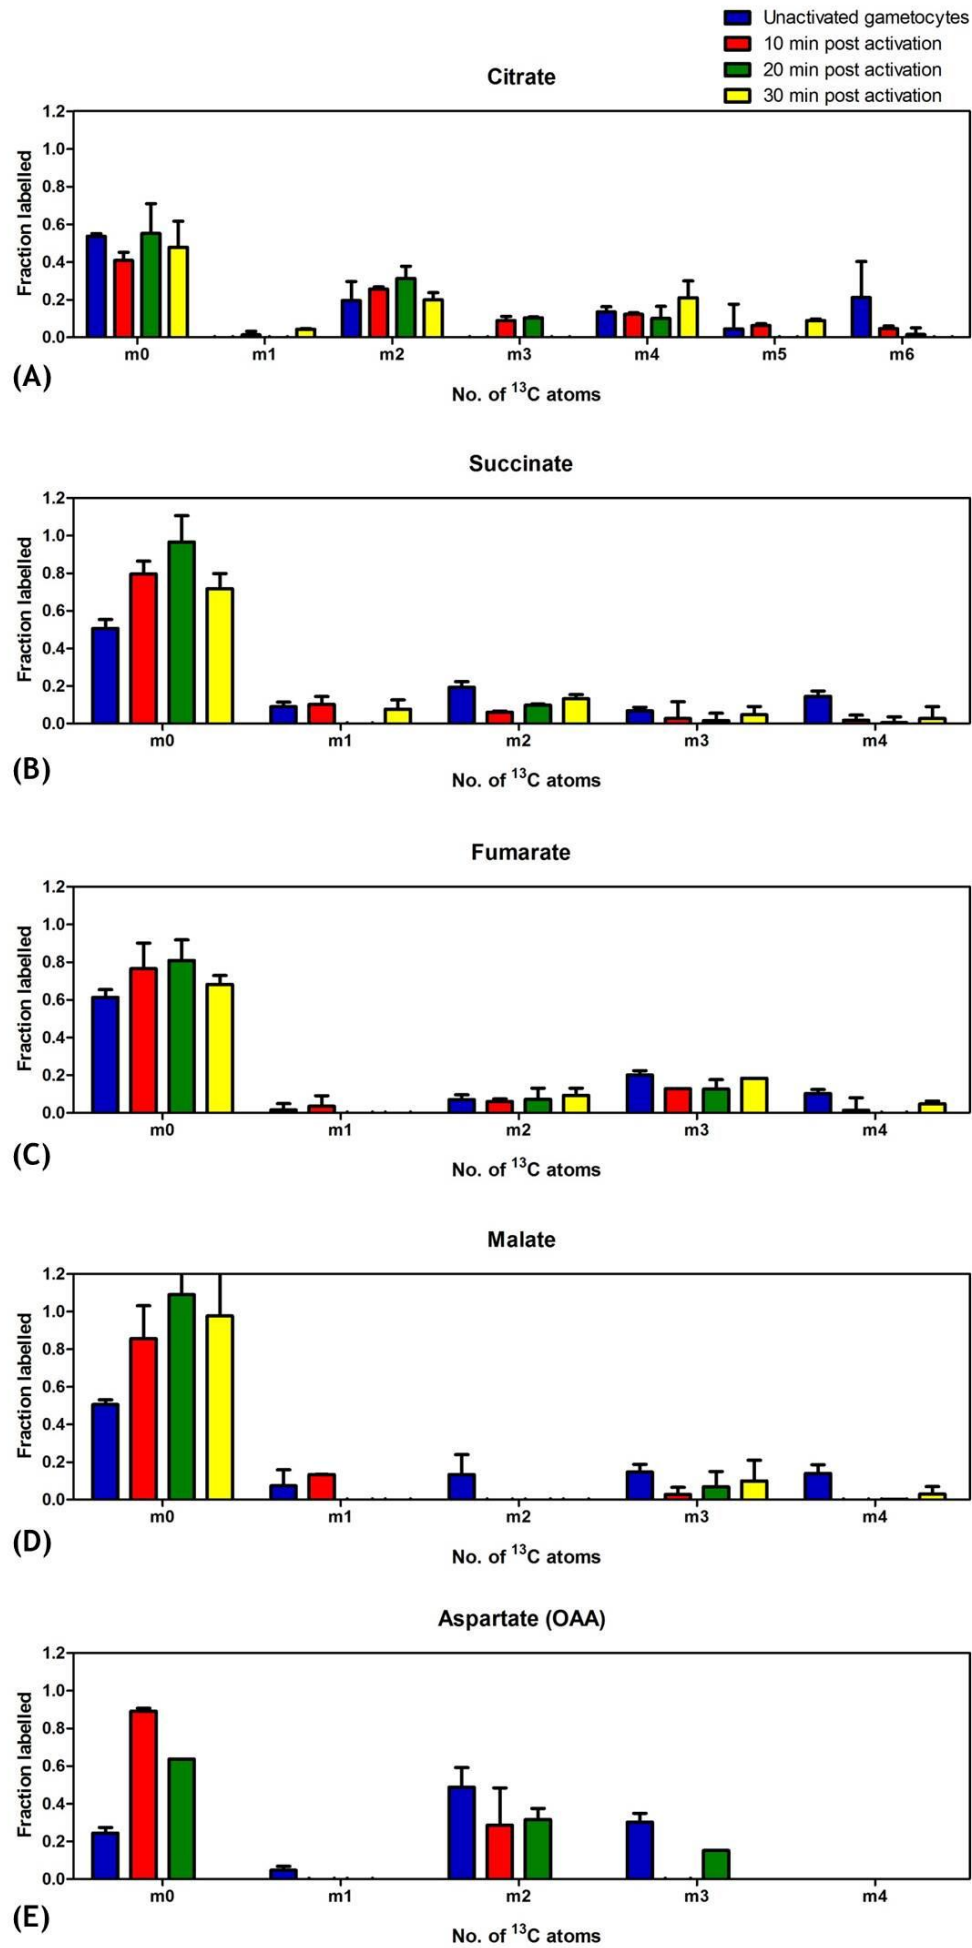 Unactivated gametocytes
10 min post activation
20 min post activation
30 min post activation
Citrate
Fraction labelled
1.2
1.0
0.8
0.6
0.4
0.2
0.0
m0 m1 m2 m3 m4 m5 m6
(A)
No. of ¹³C atoms
Succinate
Fraction labelled
1.2
1.0
0.8
0.6
0.4
0.2
0.0
m0 m1 m2 m3 m4
(B)
No. of ¹³C atoms
Fumarate
Fraction labelled
1.2
1.0
0.8
0.6
0.4
0.2
0.0
m0 m1 m2 m3 m4
(C)
No. of ¹³C atoms
Malate
Fraction labelled
1.2
1.0
0.8
0.6
0.4
0.2
0.0
m0 m1 m2 m3 m4
(D)
No. of ¹³C atoms
Aspartate (OAA)
Fraction labelled
1.2
1.0
0.8
0.6
0.4
0.2
0.0
m0 m1 m2 m3 m4
(E)
No. of ¹³C atoms